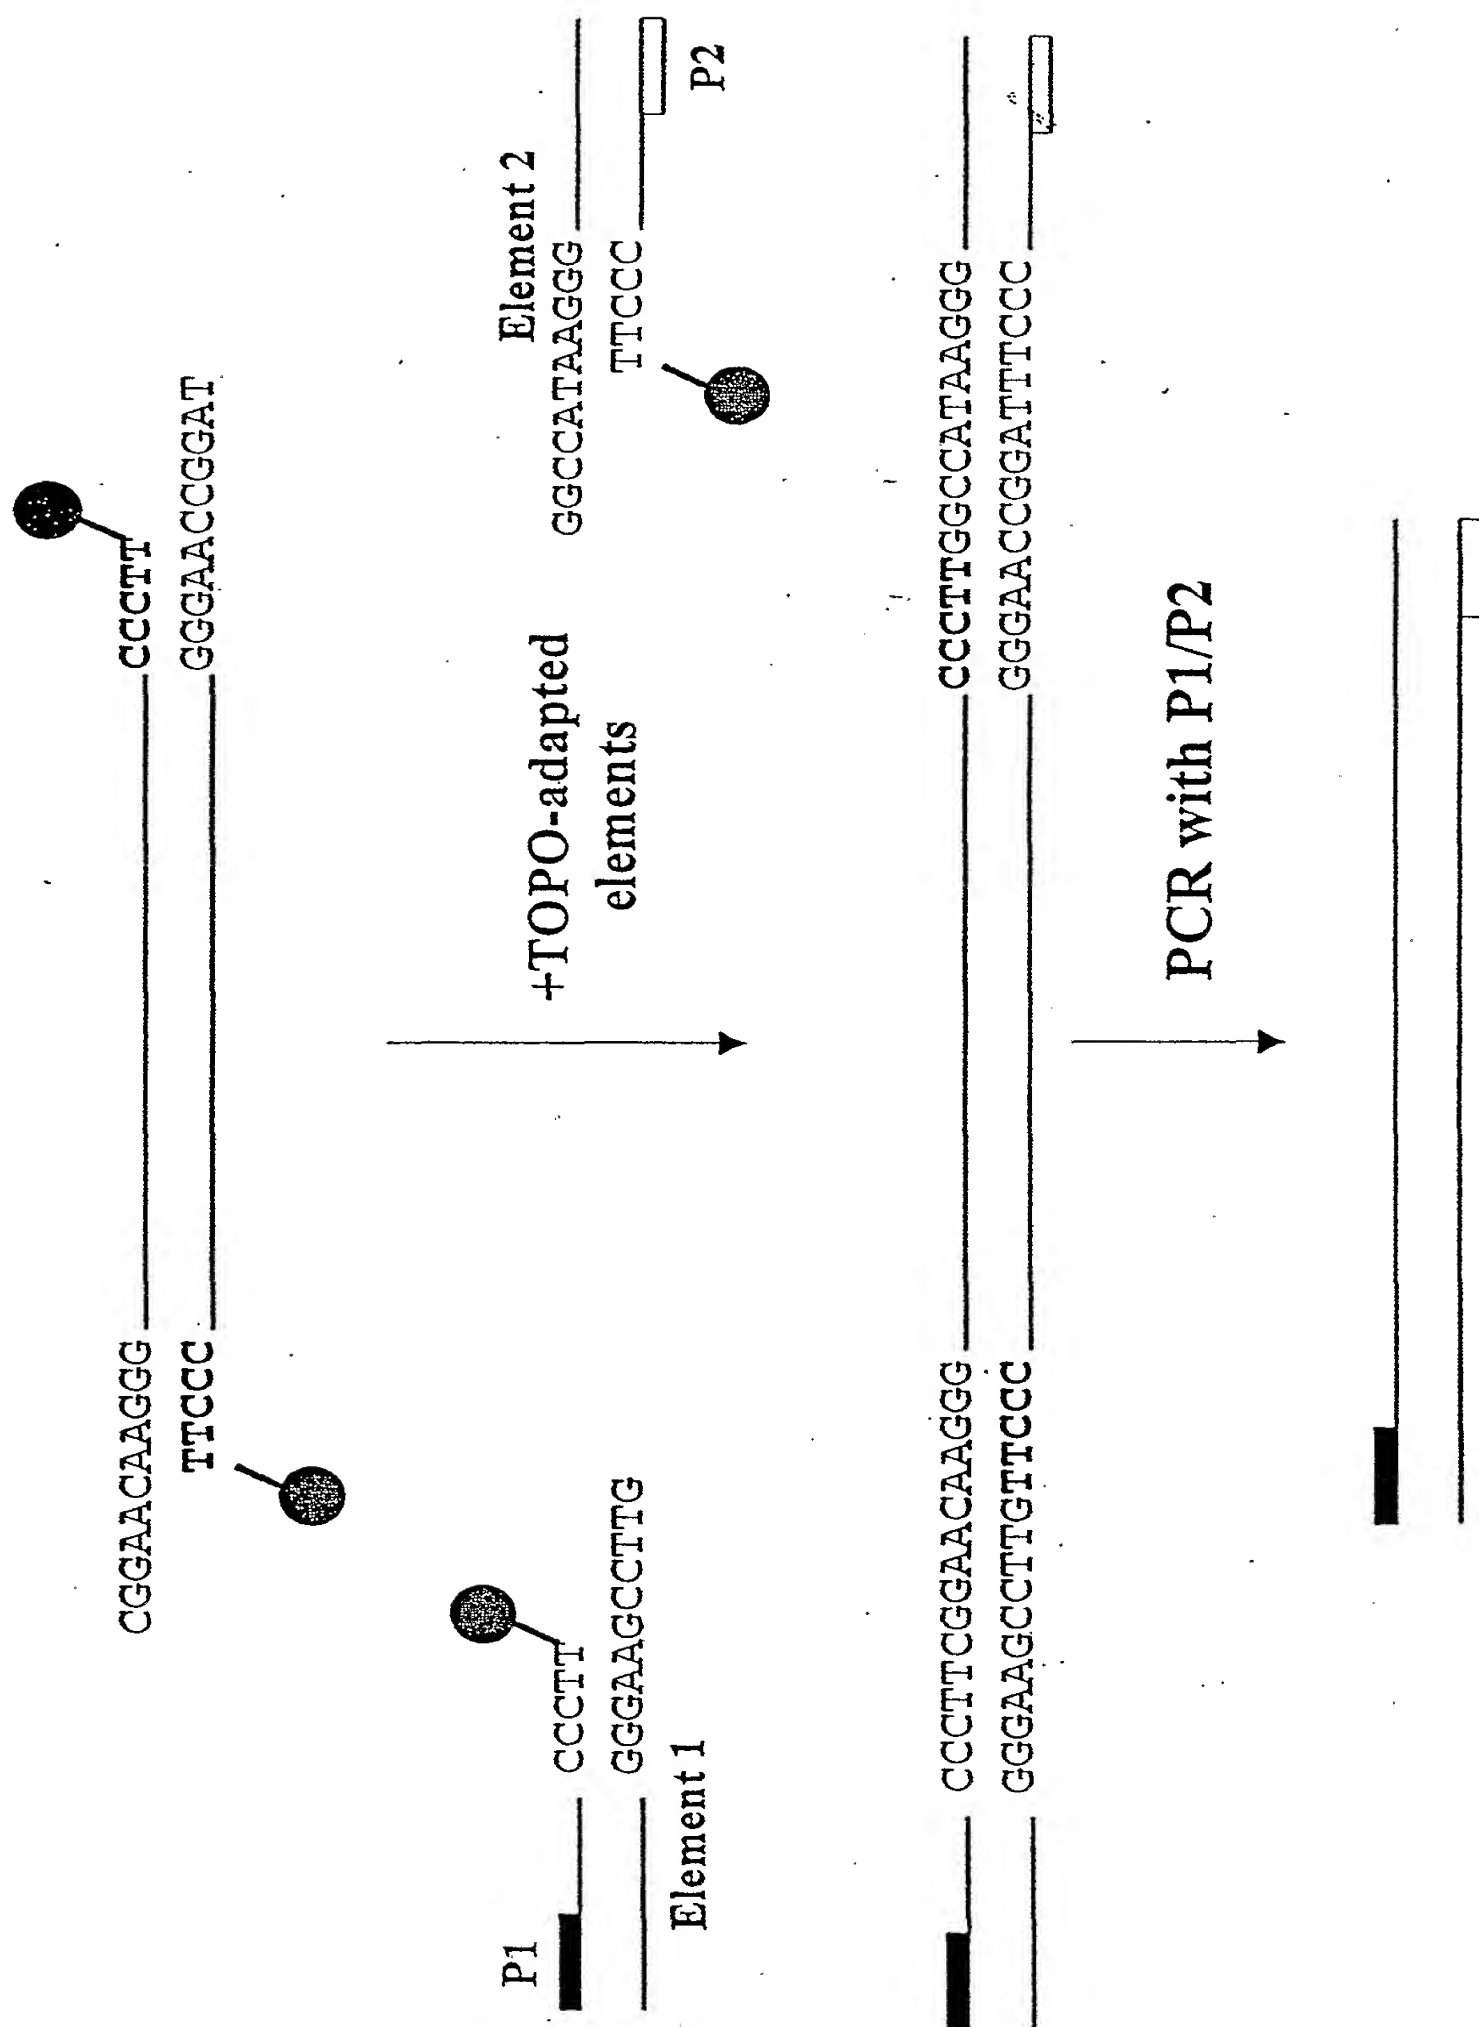 CGGAACAAGGG
CCCTT
TTCCC
GGGAACCGGAT
P1
CCCTT
GGGAAGCCTTG
Element 1
+TOPO-adapted
elements
Element 2
GGCCATAAGGG
TTCCC
P2
CCCTTCGGAACAAGGG
CCCTTGGCCATAAGGG
GGGAAGCCTTGTTCCC
GGGAACCGGATTTCCC
PCR with P1/P2